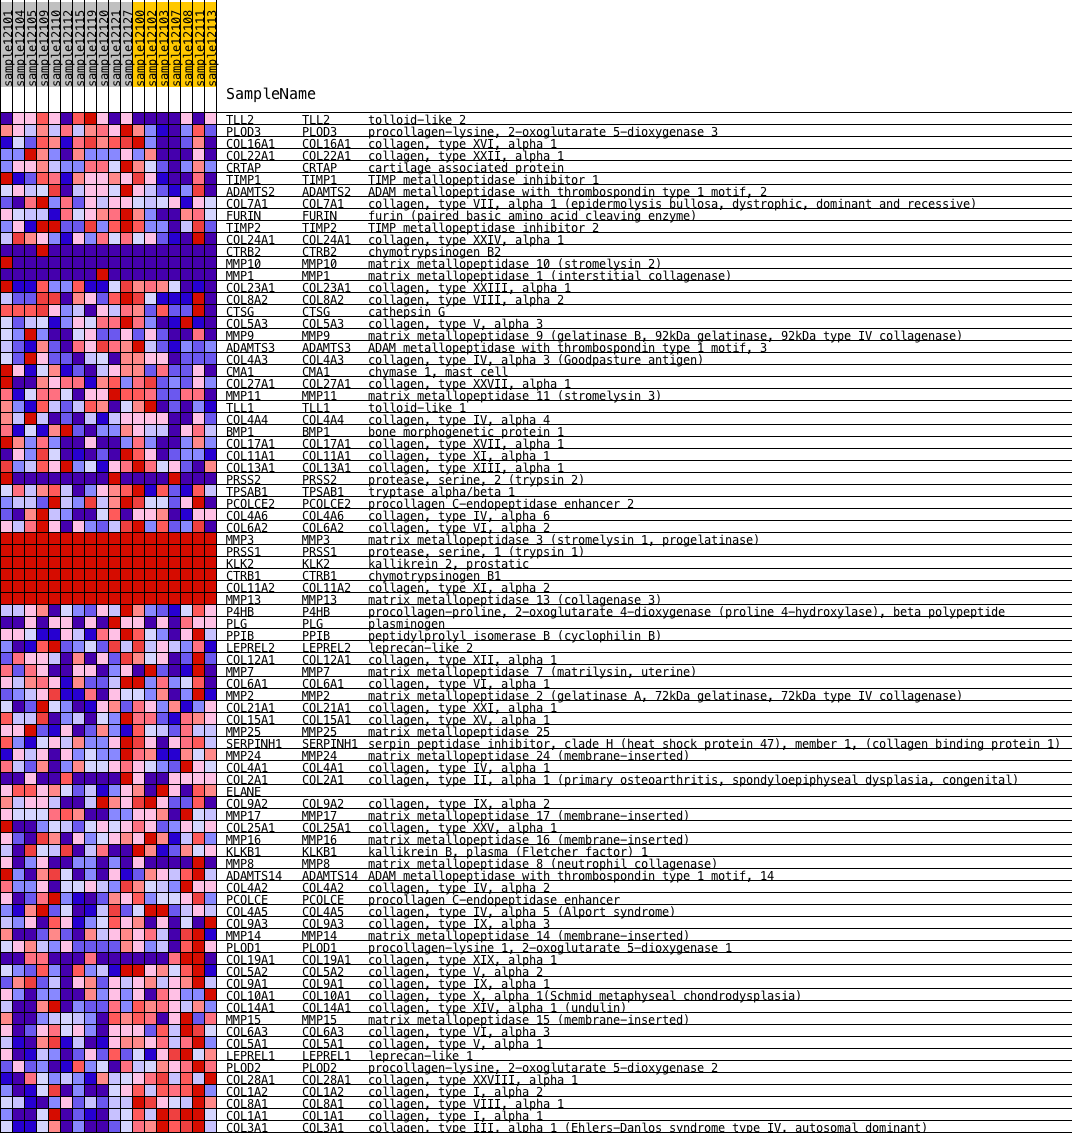 sample12101 sample12104 sample12105 sample12109 sample12110 sample12112 sample12115 sample12119 sample12120 sample12121 sample12127 sample12100 sample12102 sample12103 sample12107 sample12108 sample12111 sample12113
SampleName
TLL2 TLL2 tolloid-like 2
PLOD3 PLOD3 procollagen-lysine, 2-oxoglutarate 5-dioxygenase 3
COL16A1 COL16A1 collagen, type XVI, alpha 1
COL22A1 COL22A1 collagen, type XXII, alpha 1
CRTAP CRTAP cartilage associated protein
TIMP1 TIMP1 TIMP metallopeptidase inhibitor 1
ADAMTS2 ADAMTS2 ADAM metallopeptidase with thrombospondin type 1 motif, 2
COL7A1 COL7A1 collagen, type VII, alpha 1 (epidermolysis bullosa, dystrophic, dominant and recessive)
FURIN FURIN furin (paired basic amino acid cleaving enzyme)
TIMP2 TIMP2 TIMP metallopeptidase inhibitor 2
COL24A1 COL24A1 collagen, type XXIV, alpha 1
CTRB2 CTRB2 chymotrypsinogen B2
MMP10 MMP10 matrix metallopeptidase 10 (stromelysin 2)
MMP1 MMP1 matrix metallopeptidase 1 (interstitial collagenase)
COL23A1 COL23A1 collagen, type XXIII, alpha 1
COL8A2 COL8A2 collagen, type VIII, alpha 2
CTSG CTSG cathepsin G
COL5A3 COL5A3 collagen, type V, alpha 3
MMP9 MMP9 matrix metallopeptidase 9 (gelatinase B, 92kDa gelatinase, 92kDa type IV collagenase)
ADAMTS3 ADAMTS3 ADAM metallopeptidase with thrombospondin type 1 motif, 3
COL4A3 COL4A3 collagen, type IV, alpha 3 (Goodpasture antigen)
CMA1 CMA1 chymase 1, mast cell
COL27A1 COL27A1 collagen, type XXVII, alpha 1
MMP11 MMP11 matrix metallopeptidase 11 (stromelysin 3)
TLL1 TLL1 tolloid-like 1
COL4A4 COL4A4 collagen, type IV, alpha 4
BMP1 BMP1 bone morphogenetic protein 1
COL17A1 COL17A1 collagen, type XVII, alpha 1
COL11A1 COL11A1 collagen, type XI, alpha 1
COL13A1 COL13A1 collagen, type XIII, alpha 1
PRSS2 PRSS2 protease, serine, 2 (trypsin 2)
TPSAB1 TPSAB1 tryptase alpha/beta 1
PCOLCE2 PCOLCE2 procollagen C-endopeptidase enhancer 2
COL4A6 COL4A6 collagen, type IV, alpha 6
COL6A2 COL6A2 collagen, type VI, alpha 2
MMP3 MMP3 matrix metallopeptidase 3 (stromelysin 1, progelatinase)
PRSS1 PRSS1 protease, serine, 1 (trypsin 1)
KLK2 KLK2 kallikrein 2, prostatic
CTRB1 CTRB1 chymotrypsinogen B1
COL11A2 COL11A2 collagen, type XI, alpha 2
MMP13 MMP13 matrix metallopeptidase 13 (collagenase 3)
P4HB P4HB procollagen-proline, 2-oxoglutarate 4-dioxygenase (proline 4-hydroxylase), beta polypeptide
PLG PLG plasminogen
PPIB PPIB peptidylprolyl isomerase B (cyclophilin B)
LEPREL2 LEPREL2 leprecan-like 2
COL12A1 COL12A1 collagen, type XII, alpha 1
MMP7 MMP7 matrix metallopeptidase 7 (matrilysin, uterine)
COL6A1 COL6A1 collagen, type VI, alpha 1
MMP2 MMP2 matrix metallopeptidase 2 (gelatinase A, 72kDa gelatinase, 72kDa type IV collagenase)
COL21A1 COL21A1 collagen, type XXI, alpha 1
COL15A1 COL15A1 collagen, type XV, alpha 1
MMP25 MMP25 matrix metallopeptidase 25
SERPINH1 SERPINH1 serpin peptidase inhibitor, clade H (heat shock protein 47), member 1, (collagen binding protein 1)
MMP24 MMP24 matrix metallopeptidase 24 (membrane-inserted)
COL4A1 COL4A1 collagen, type IV, alpha 1
COL2A1 COL2A1 collagen, type II, alpha 1 (primary osteoarthritis, spondyloepiphyseal dysplasia, congenital)
ELANE
COL9A2 COL9A2 collagen, type IX, alpha 2
MMP17 MMP17 matrix metallopeptidase 17 (membrane-inserted)
COL25A1 COL25A1 collagen, type XXV, alpha 1
MMP16 MMP16 matrix metallopeptidase 16 (membrane-inserted)
KLKB1 KLKB1 kallikrein B, plasma (Fletcher factor) 1
MMP8 MMP8 matrix metallopeptidase 8 (neutrophil collagenase)
ADAMTS14 ADAMTS14 ADAM metallopeptidase with thrombospondin type 1 motif, 14
COL4A2 COL4A2 collagen, type IV, alpha 2
PCOLCE PCOLCE procollagen C-endopeptidase enhancer
COL4A5 COL4A5 collagen, type IV, alpha 5 (Alport syndrome)
COL9A3 COL9A3 collagen, type IX, alpha 3
MMP14 MMP14 matrix metallopeptidase 14 (membrane-inserted)
PLOD1 PLOD1 procollagen-lysine 1, 2-oxoglutarate 5-dioxygenase 1
COL19A1 COL19A1 collagen, type XIX, alpha 1
COL5A2 COL5A2 collagen, type V, alpha 2
COL9A1 COL9A1 collagen, type IX, alpha 1
COL10A1 COL10A1 collagen, type X, alpha 1(Schmid metaphyseal chondrodysplasia)
COL14A1 COL14A1 collagen, type XIV, alpha 1 (undulin)
MMP15 MMP15 matrix metallopeptidase 15 (membrane-inserted)
COL6A3 COL6A3 collagen, type VI, alpha 3
COL5A1 COL5A1 collagen, type V, alpha 1
LEPREL1 LEPREL1 leprecan-like 1
PLOD2 PLOD2 procollagen-lysine, 2-oxoglutarate 5-dioxygenase 2
COL28A1 COL28A1 collagen, type XXVIII, alpha 1
COL1A2 COL1A2 collagen, type I, alpha 2
COL8A1 COL8A1 collagen, type VIII, alpha 1
COL1A1 COL1A1 collagen, type I, alpha 1
COL3A1 COL3A1 collagen, type III, alpha 1 (Ehlers-Danlos syndrome type IV, autosomal dominant)